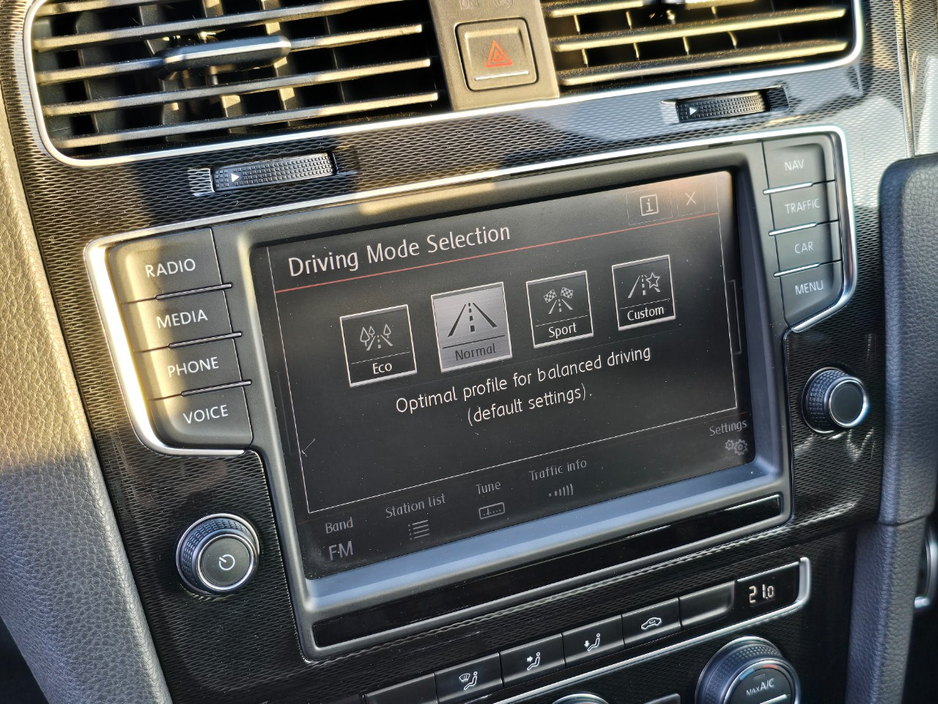 RADIO
MEDIA
PHONE
VOICE
Driving Mode Selection
i
X
Eco
Normal
Sport
Custom
Optimal profile for balanced driving
(default settings).
Settings
Band
Station list
Tune
Traffic info
FM
NAV
TRAFFIC
CAR
MENU
21.0
MAX A/C